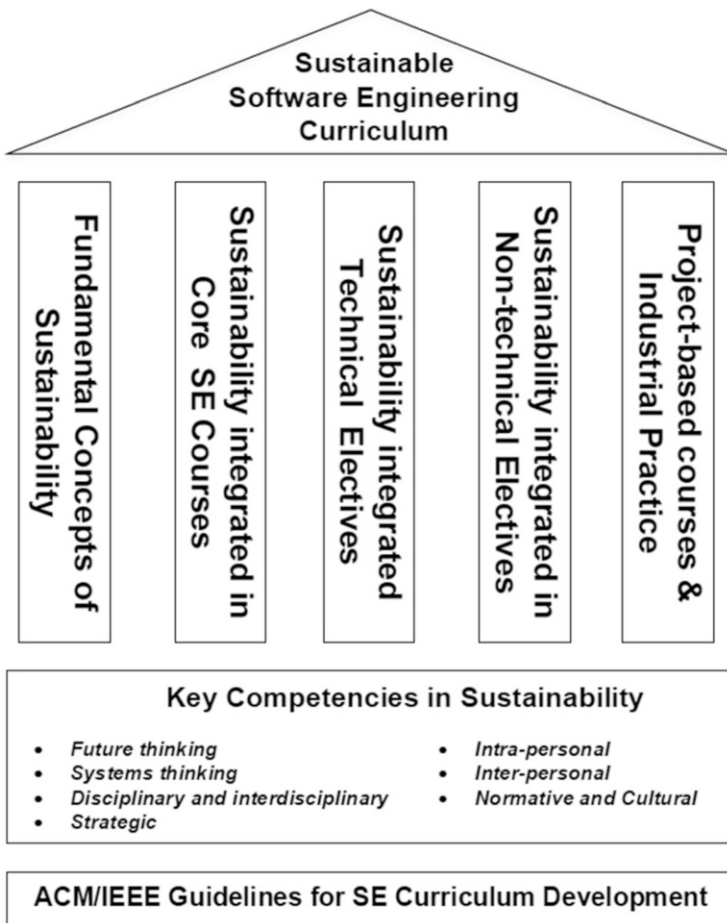 Sustainable
Software Engineering
Curriculum
Fundamental Concepts of
Sustainability
Sustainability integrated in
Core SE Courses
Sustainability integrated
Technical Electives
Sustainability integrated in
Non-technical Electives
Project-based courses &
Industrial Practice
Key Competencies in Sustainability
• Future thinking
• Systems thinking
• Disciplinary and interdisciplinary
• Strategic
• Intra-personal
• Inter-personal
• Normative and Cultural
ACM/IEEE Guidelines for SE Curriculum Development